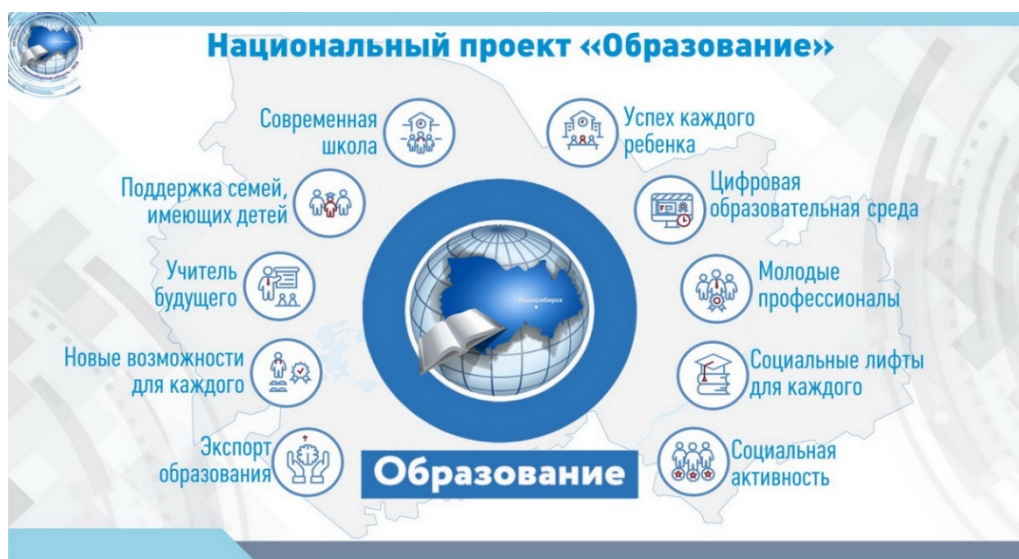 Национальный проект «Образование»
Современная
школа
Поддержка семей,
имеющих детей
Учитель
будущего
Новые возможности
для каждого
Экспорт
образования
Успех каждого
ребенка
Цифровая
образовательная среда
Молодые
профессионалы
Социальные лифты
для каждого
Социальная
активность
Новосибирск
Образование